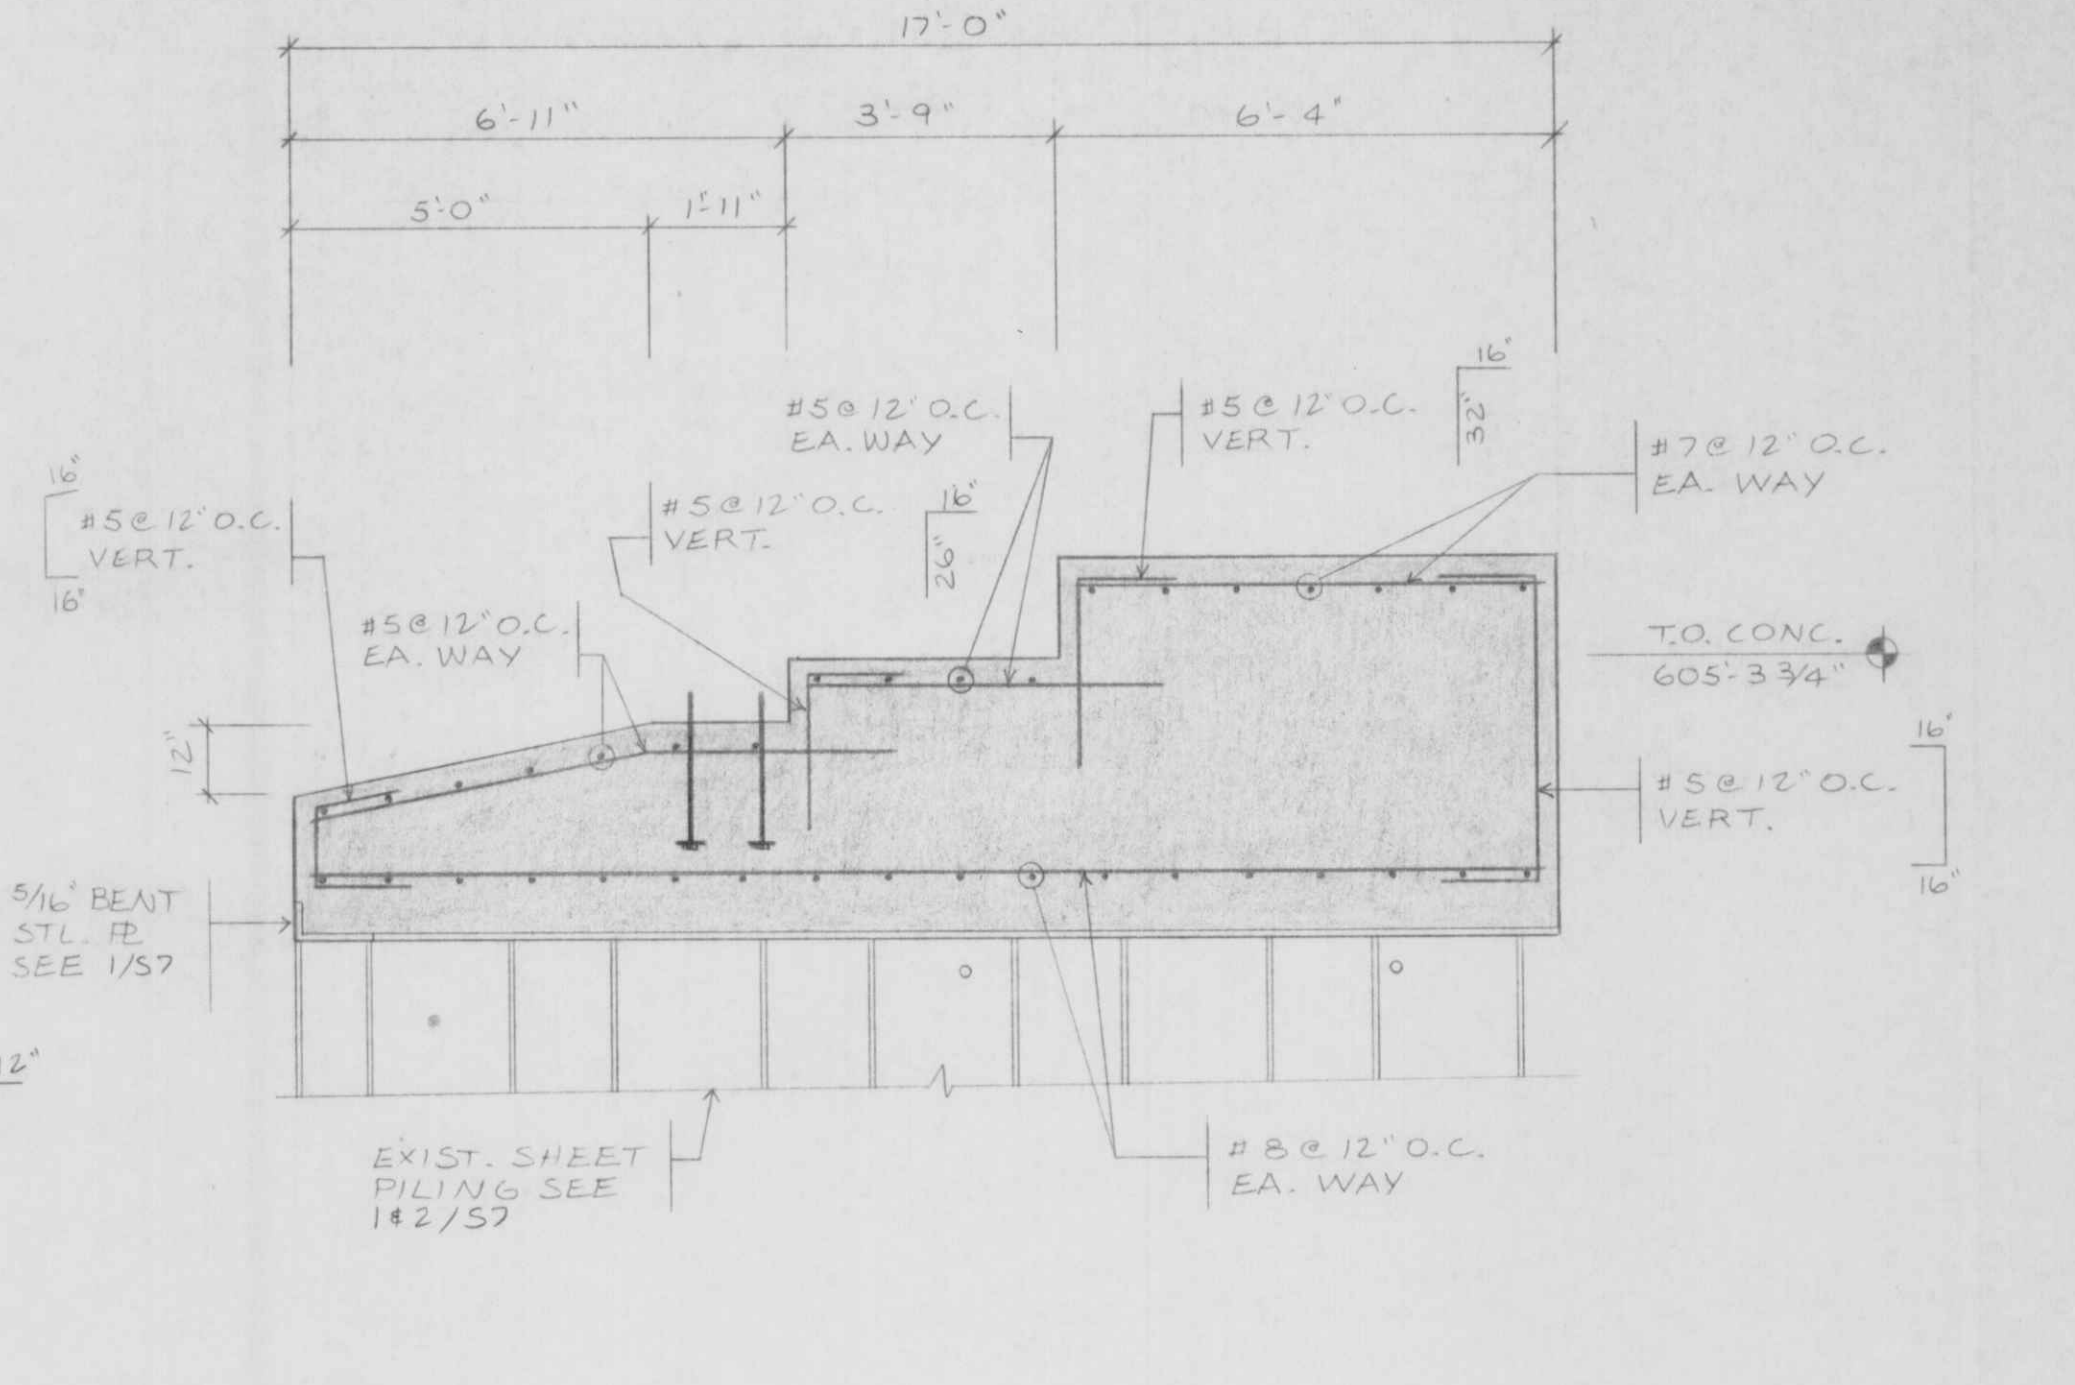 17'-0"
6'-11"
3'-9"
6'-4"
5'-0"
1'-11"
16"
32"
#5@12" O.C.
EA. WAY
#5@12" O.C.
VERT.
#7@12" O.C.
EA. WAY
16"
#5@12" O.C.
VERT.
16"
#5@12" O.C.
VERT.
16"
26"
#5@12" O.C.
EA. WAY
T.O. CONC.
605'-3 3/4"
12"
#5@12" O.C.
VERT.
16"
16"
5/16" BENT
STL. PL
SEE 1/S7
12"
EXIST. SHEET
PILING SEE
1&2/S7
#8@12" O.C.
EA. WAY